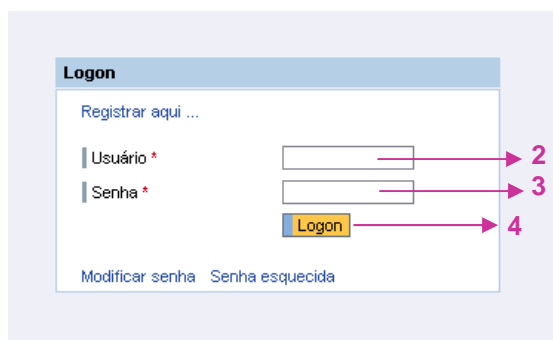 Logon
Registrar aqui ...
Usuário * 2
Senha * 3
Logon 4
Modificar senha Senha esquecida